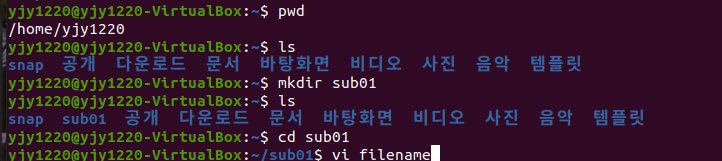 yjy1220@yjy1220-VirtualBox:~$ pwd
/home/yjy1220
yjy1220@yjy1220-VirtualBox:~$ ls
snap 공개 다운로드 문서 바탕화면 비디오 사진 음악 템플릿
yjy1220@yjy1220-VirtualBox:~$ mkdir sub01
yjy1220@yjy1220-VirtualBox:~$ ls
snap sub01 공개 다운로드 문서 바탕화면 비디오 사진 음악 템플릿
yjy1220@yjy1220-VirtualBox:~$ cd sub01
yjy1220@yjy1220-VirtualBox:~/sub01$ vi filename